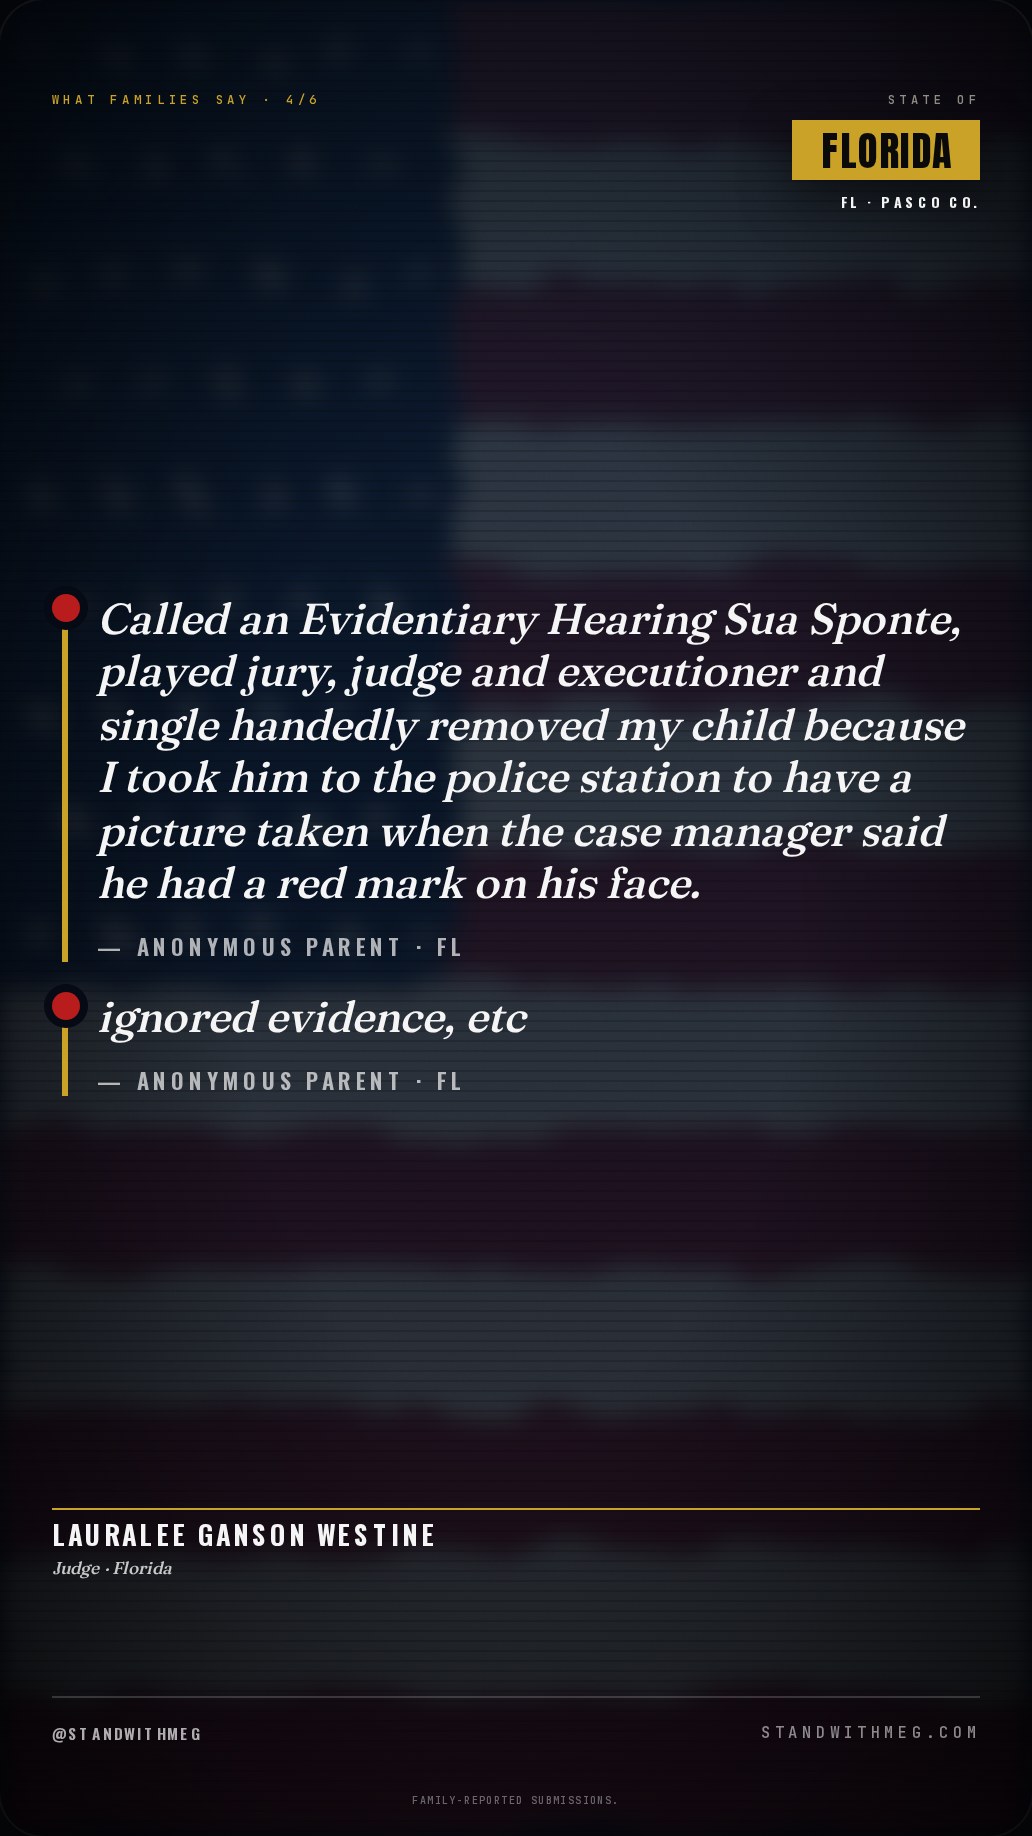 WHAT FAMILIES SAY · 4/6
STATE OF
FLORIDA
FL · PASCO CO.
Called an Evidentiary Hearing Sua Sponte,
played jury, judge and executioner and
single handedly removed my child because
I took him to the police station to have a
picture taken when the case manager said
he had a red mark on his face.
— ANONYMOUS PARENT · FL
ignored evidence, etc
— ANONYMOUS PARENT · FL
LAURALEE GANSON WESTINE
Judge · Florida
@STANDWITHMEG
STANDWITHMEG.COM
FAMILY-REPORTED SUBMISSIONS.